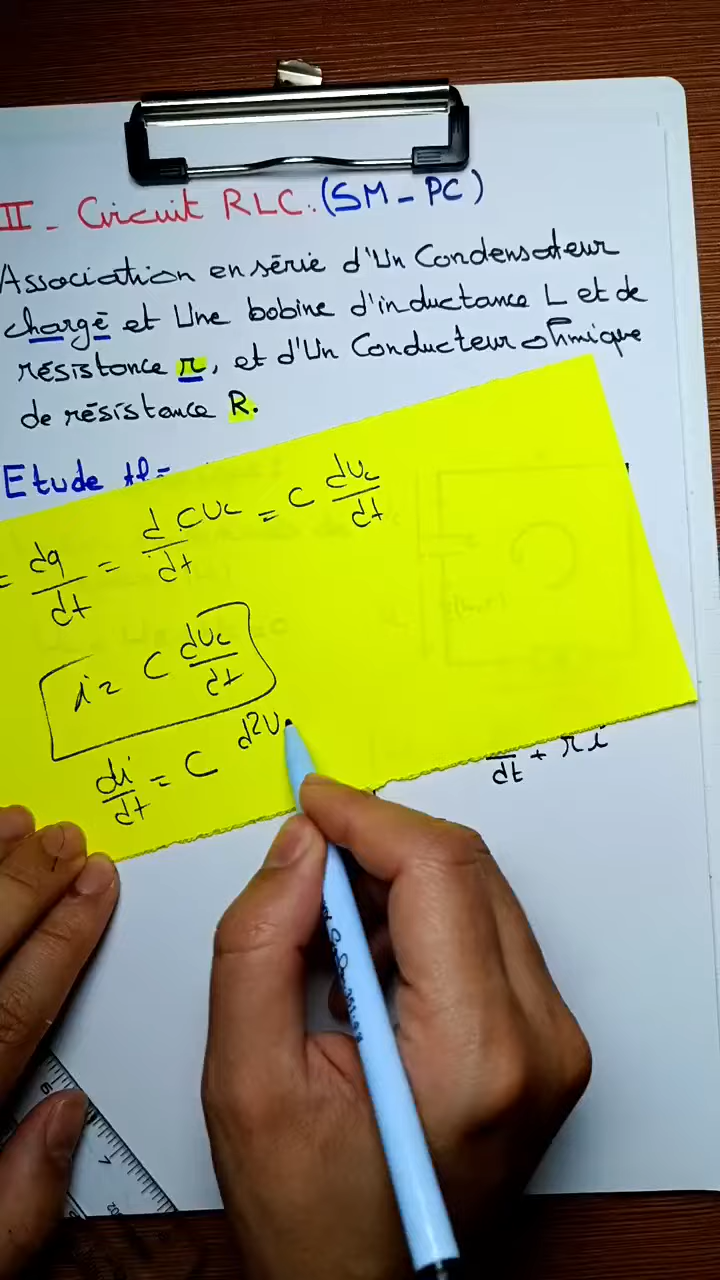 II - Circuit RLC. (SM - PC)
Association en série d'Un Condensateur
chargé et Une bobine d'inductance L et de
résistance r, et d'Un Conducteur ohmique
de résistance R.
Etude
= dq/dt = d CUc/dt = C dUc/dt
i = C dUc/dt
di/dt = C d²U
dt + ri